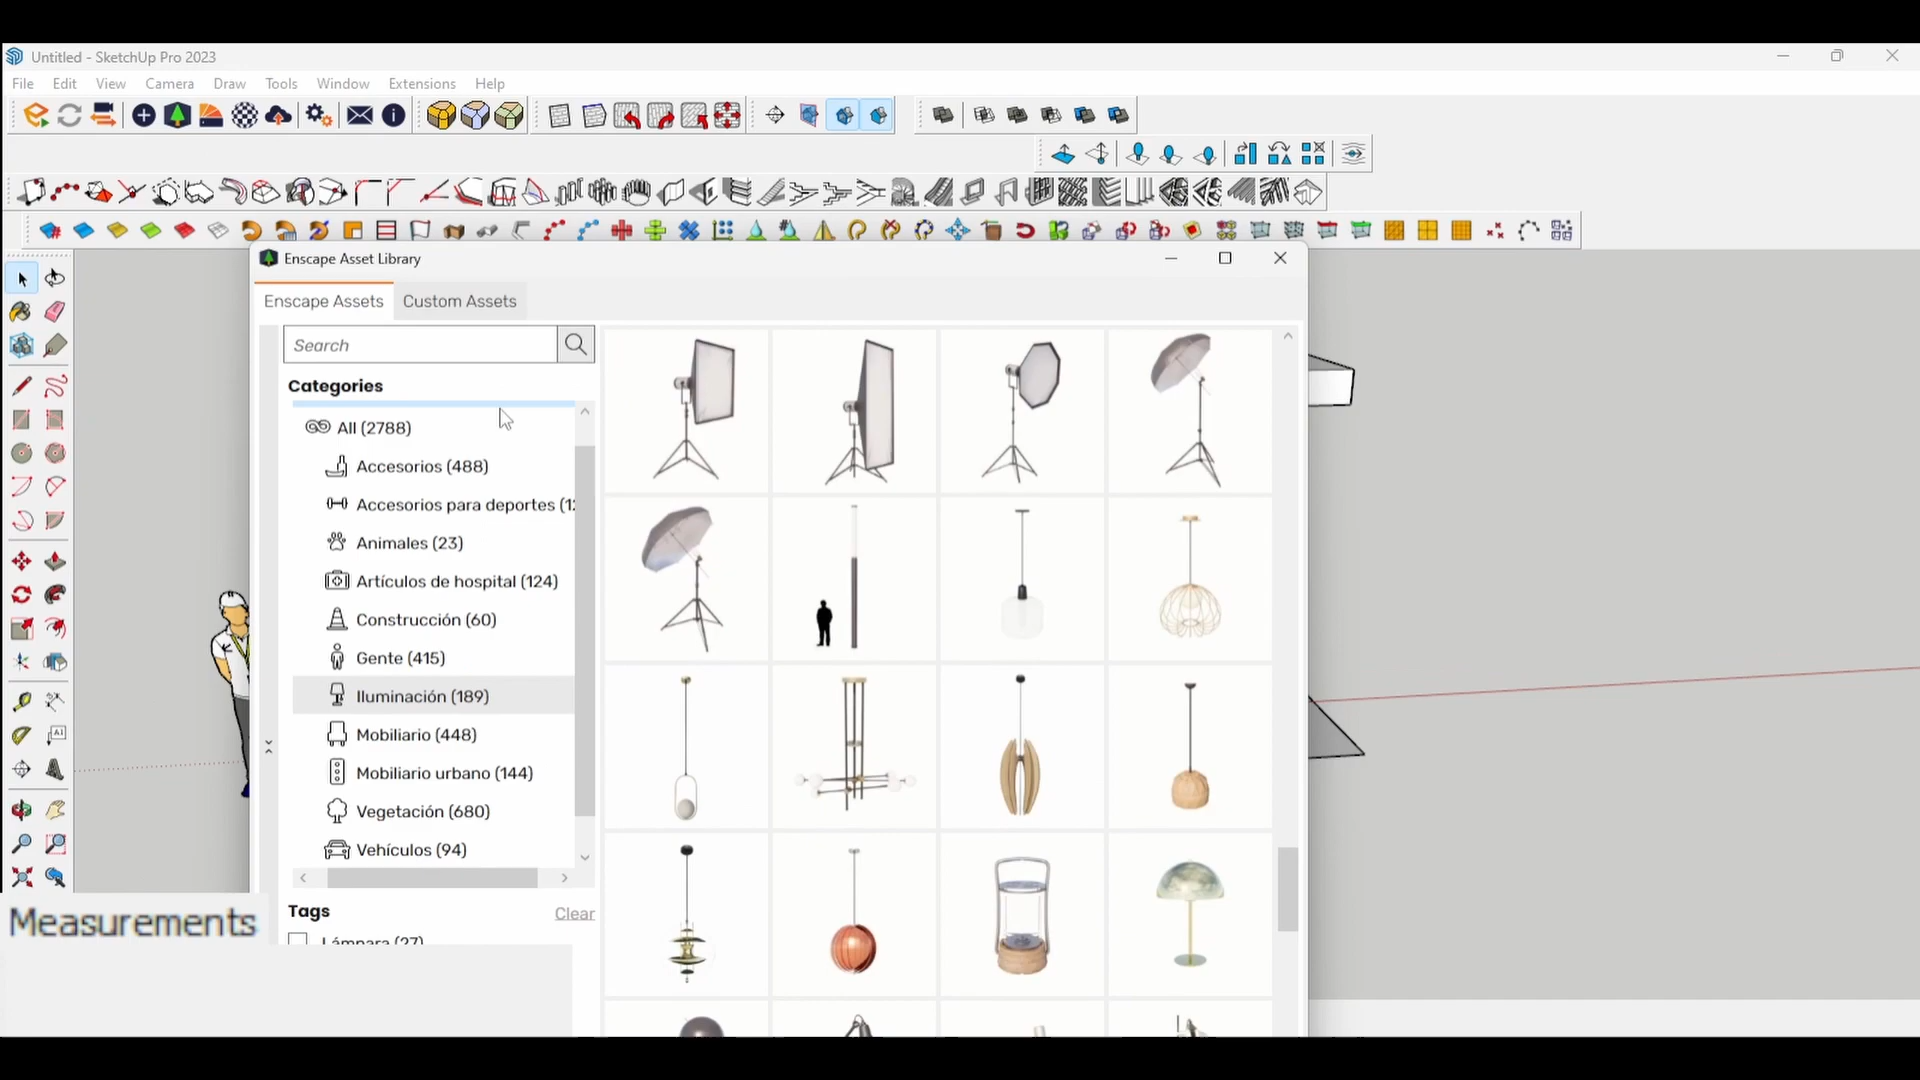 Untitled - SketchUp Pro 2023
File Edit View Camera Draw Tools Window Extensions Help
Enscape Asset Library
Enscape Assets Custom Assets
Search
Categories
All (2788)
Accesorios (488)
Accesorios para deportes (1
Animales (23)
Artículos de hospital (124)
Construcción (60)
Gente (415)
Iluminación (189)
Mobiliario (448)
Mobiliario urbano (144)
Vegetación (680)
Vehículos (94)
Tags Clear
Lámpara (27)
Measurements